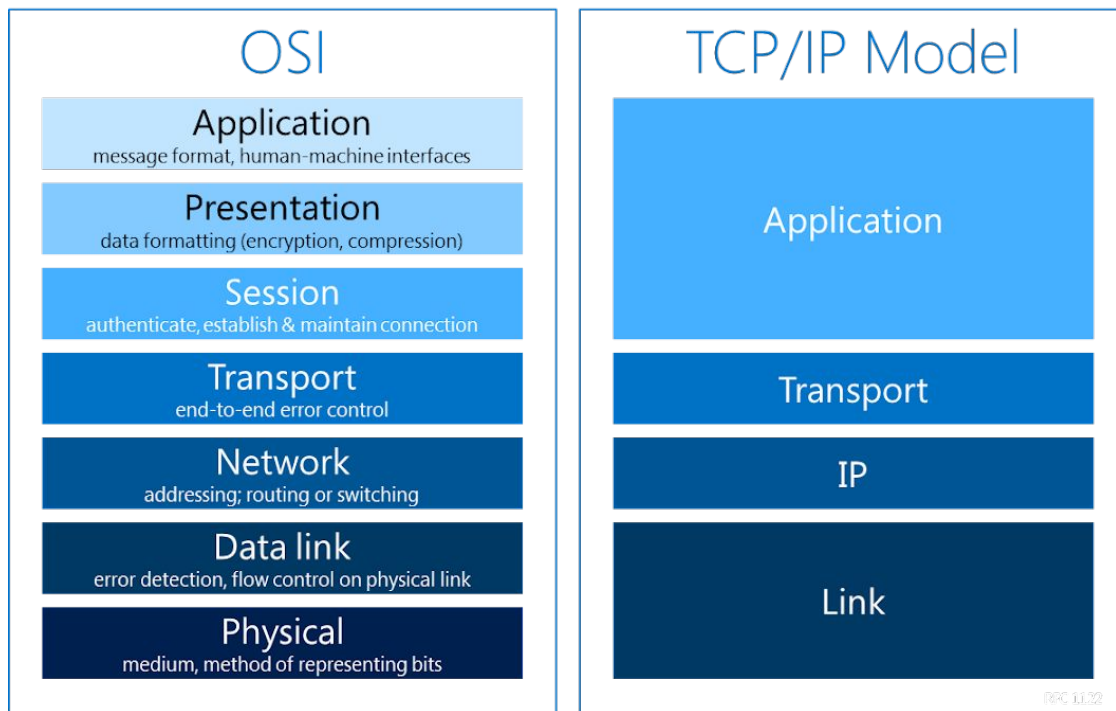 OSI
Application
message format, human-machine interfaces
Presentation
data formatting (encryption, compression)
Session
authenticate, establish & maintain connection
Transport
end-to-end error control
Network
addressing; routing or switching
Data link
error detection, flow control on physical link
Physical
medium, method of representing bits
TCP/IP Model
Application
Transport
IP
Link
RFC 1122